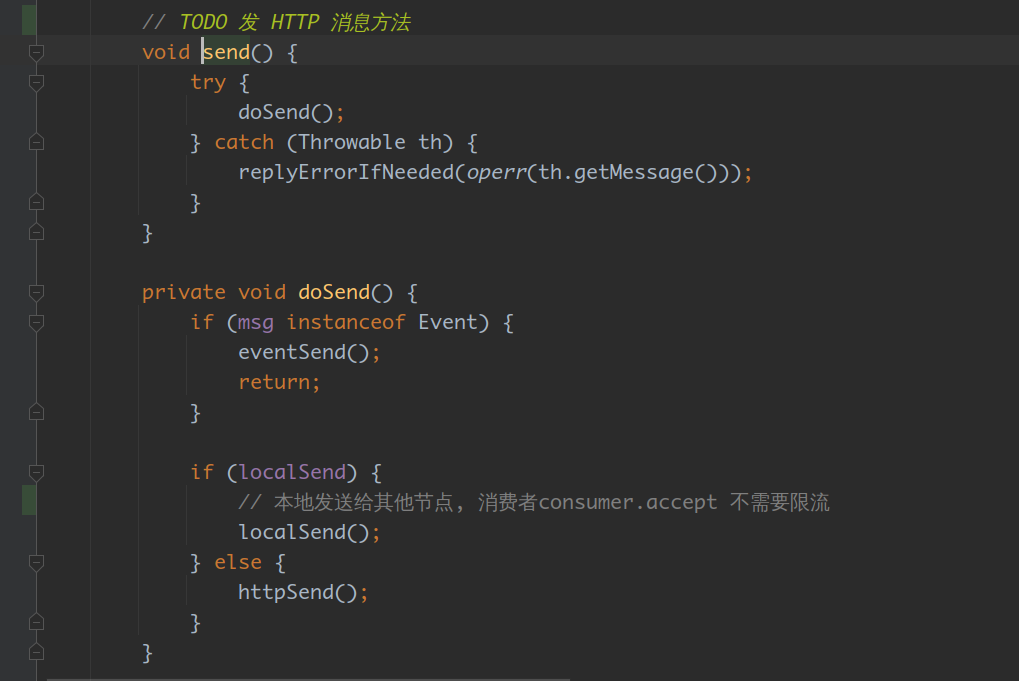 // TODO 发 HTTP 消息方法
void send() {
try {
doSend();
} catch (Throwable th) {
replyErrorIfNeeded(operr(th.getMessage()));
}
}
private void doSend() {
if (msg instanceof Event) {
eventSend();
return;
}
if (localSend) {
// 本地发送给其他节点, 消费者consumer.accept 不需要限流
localSend();
} else {
httpSend();
}
}